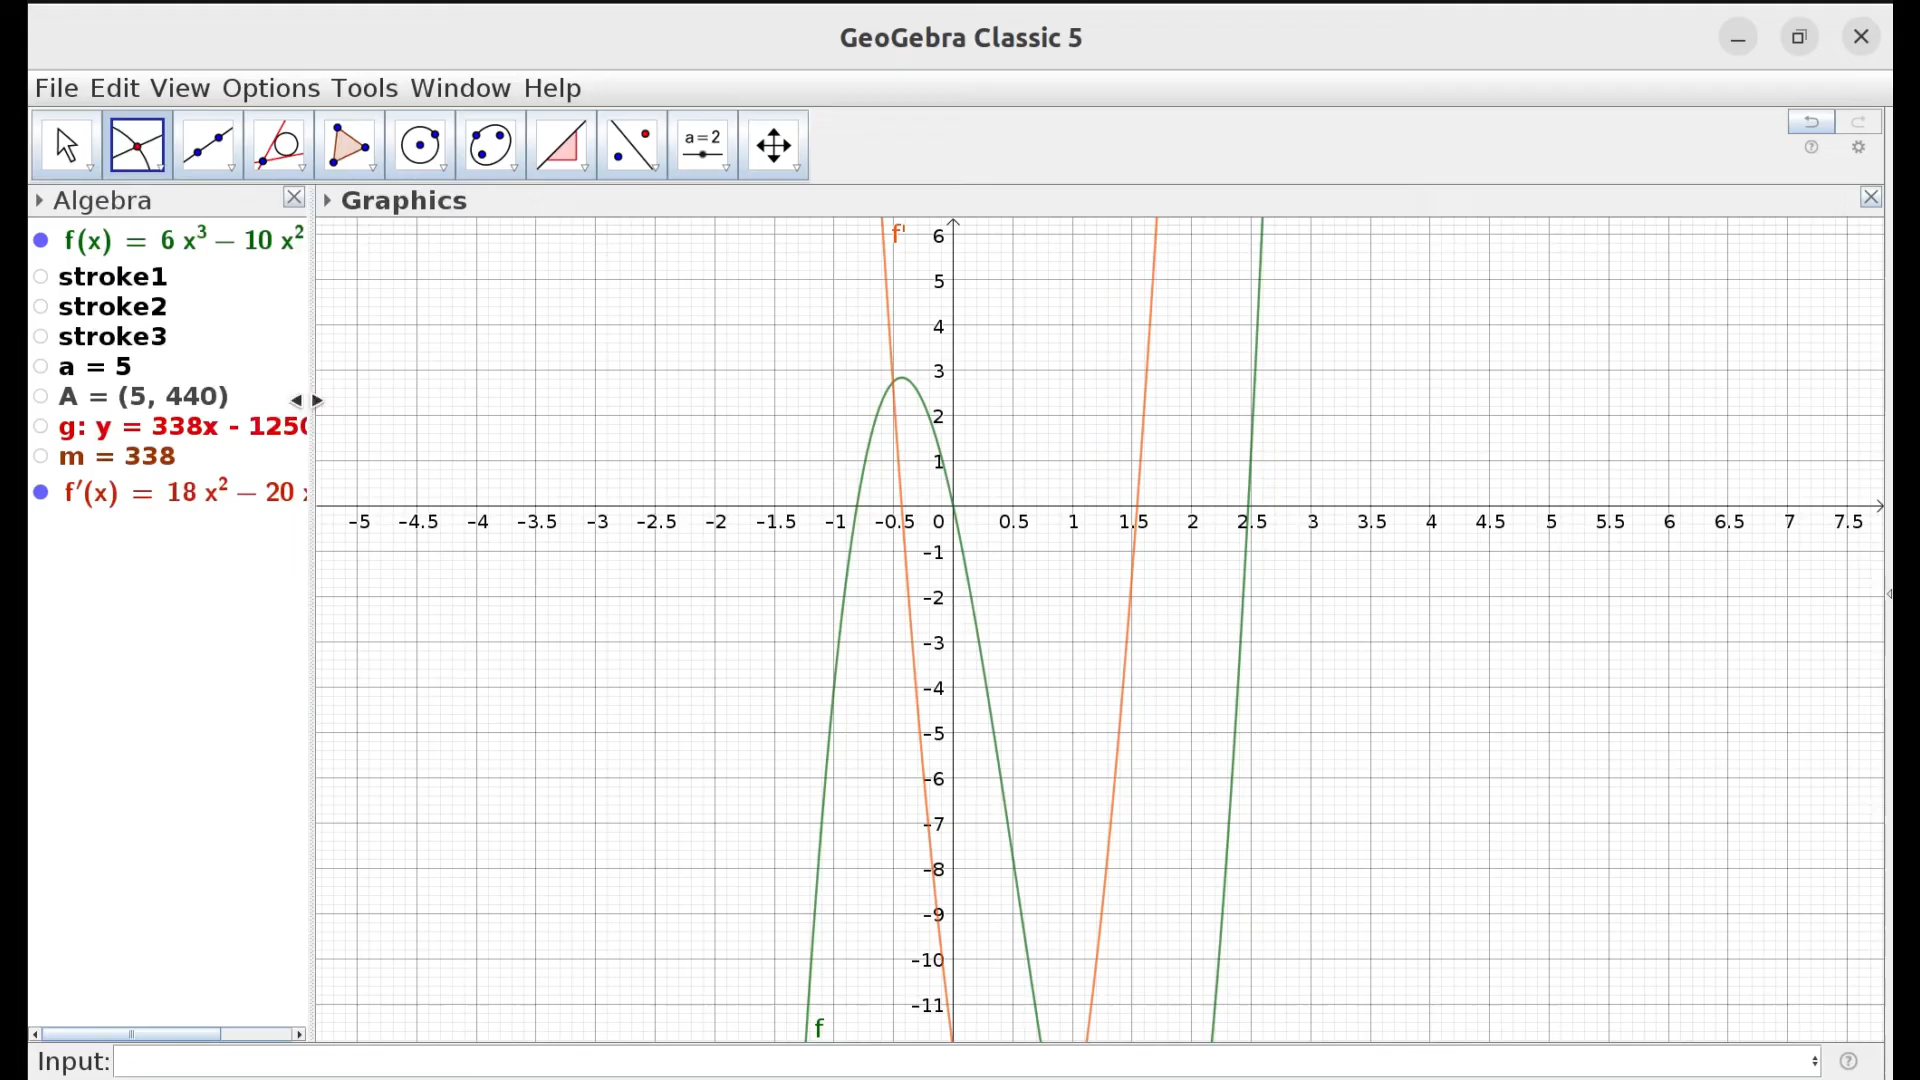 GeoGebra Classic 5
File Edit View Options Tools Window Help
a=2
Algebra
Graphics
f(x) = 6 x³ − 10 x²
stroke1
stroke2
stroke3
a = 5
A = (5, 440)
g: y = 338x - 1250
m = 338
f′(x) = 18 x² − 20
f'
6
5
4
3
2
1
-5 -4.5 -4 -3.5 -3 -2.5 -2 -1.5 -1 -0.5 0 0.5 1 1.5 2 2.5 3 3.5 4 4.5 5 5.5 6 6.5 7 7.5
-1
-2
-3
-4
-5
-6
-7
-8
-9
-10
-11
f
Input: